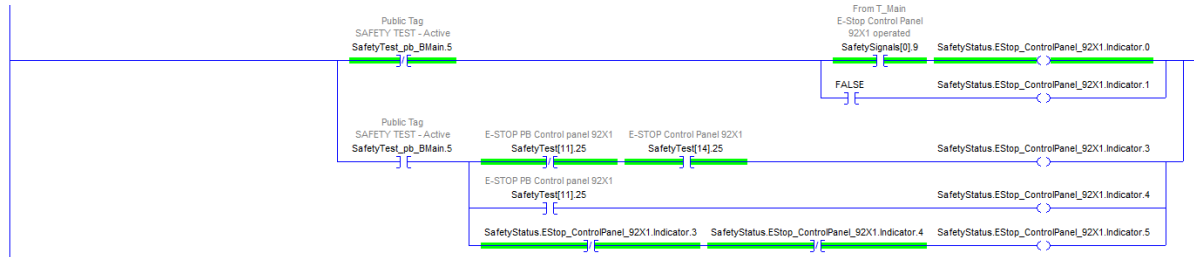 From T_Main
Public Tag
E-Stop Control Panel
SAFETY TEST - Active
92X1 operated
SafetyTest_pb_BMain.5
SafetySignals[0].9
SafetyStatus.EStop_ControlPanel_92X1.Indicator.0
FALSE
SafetyStatus.EStop_ControlPanel_92X1.Indicator.1
Public Tag
SAFETY TEST - Active
E-STOP PB Control panel 92X1
E-STOP Control Panel 92X1
SafetyTest_pb_BMain.5
SafetyTest[11].25
SafetyTest[14].25
SafetyStatus.EStop_ControlPanel_92X1.Indicator.3
E-STOP PB Control panel 92X1
SafetyTest[11].25
SafetyStatus.EStop_ControlPanel_92X1.Indicator.4
SafetyStatus.EStop_ControlPanel_92X1.Indicator.3
SafetyStatus.EStop_ControlPanel_92X1.Indicator.4
SafetyStatus.EStop_ControlPanel_92X1.Indicator.5